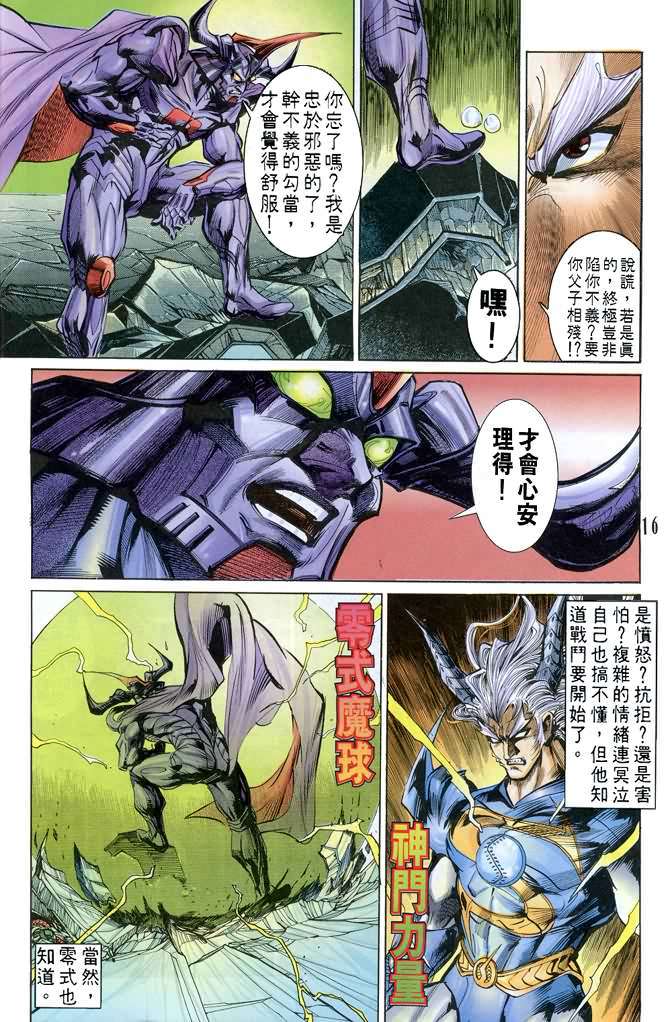 說謊，若是眞
的，終極豈非
陷你不義？要
你父子相殘!?
嘿！
你忘了嗎？我是
忠於邪惡的了，
幹不義的勾當，
才會覺得舒服！
才會心安
理得！
16
是憤怒？抗拒？還是害
怕？複雜的情緒連冥泣
自己也搞不懂，但他知
道戰鬥要開始了。
神門力量
零式魔球
當然，
零式也
知道。